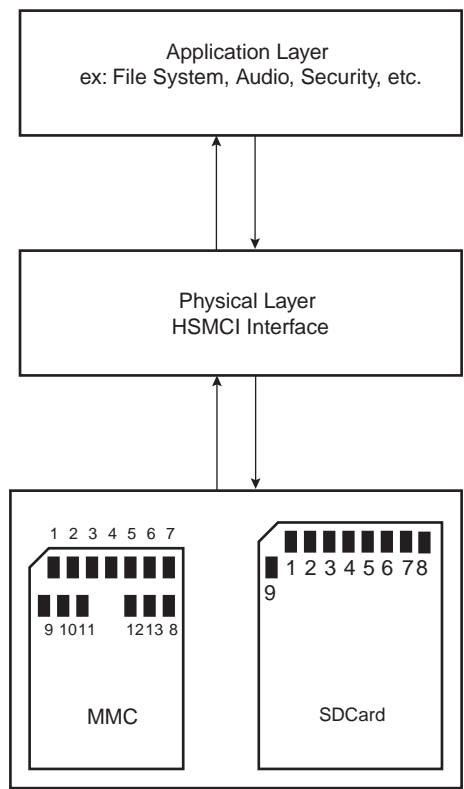 Application Layer
ex: File System, Audio, Security, etc.
Physical Layer
HSMCI Interface
1 2 3 4 5 6 7
9 10 11 12 13 8
MMC
1 2 3 4 5 6 7 8
9
SDCard